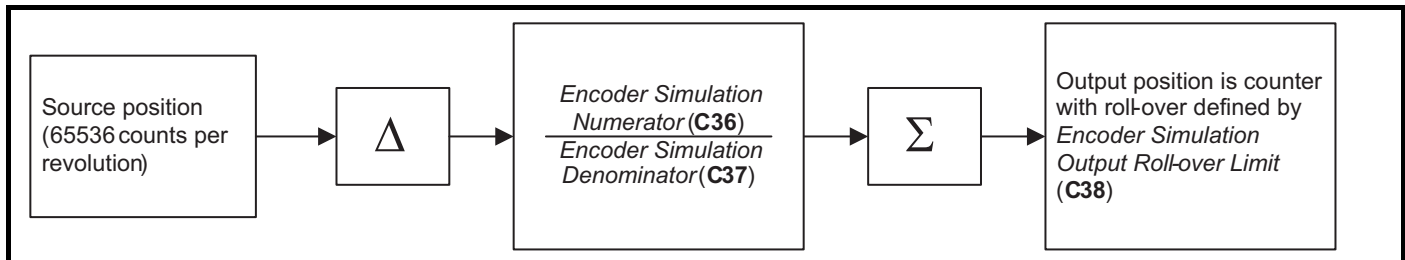 Source position
(65536 counts per
revolution)
Δ
Encoder Simulation
Numerator (C36)
Encoder Simulation
Denominator (C37)
Σ
Output position is counter
with roll-over defined by
Encoder Simulation
Output Roll-over Limit
(C38)